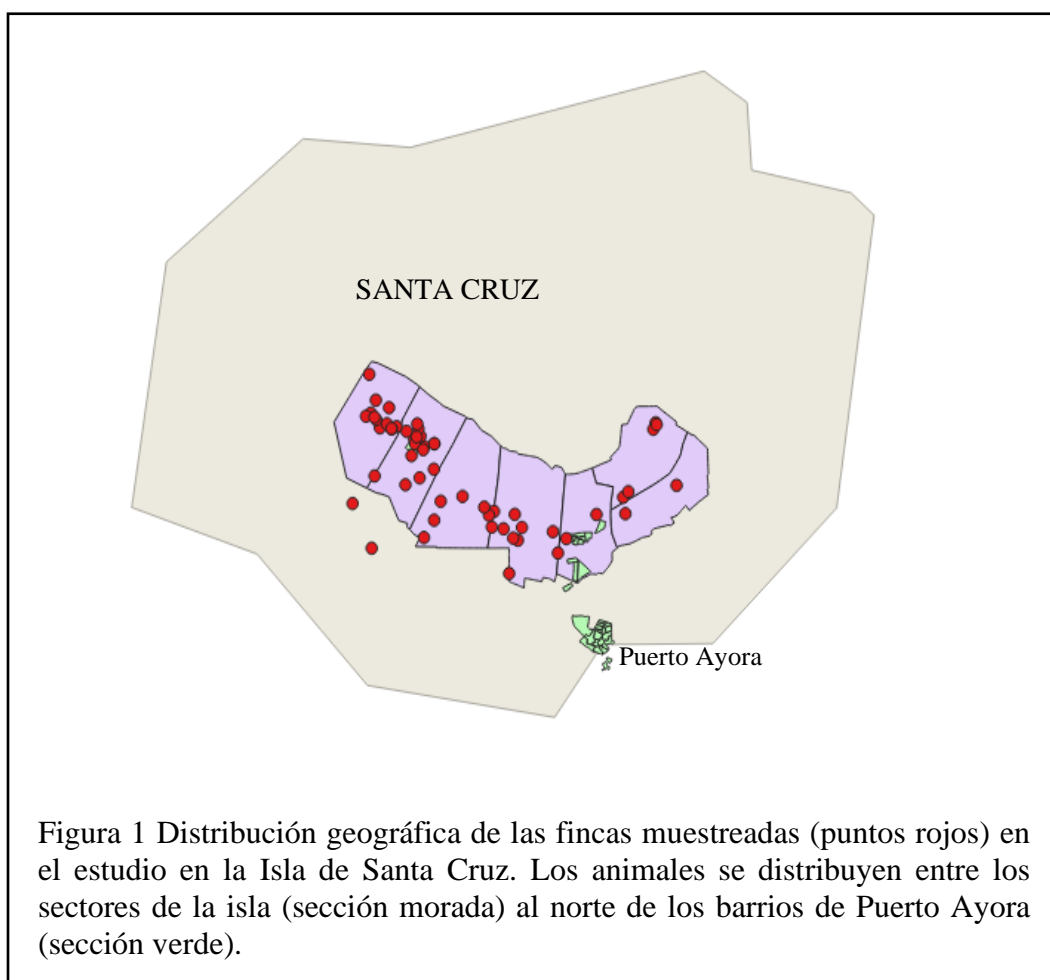 SANTA CRUZ
Puerto Ayora
Figura 1 Distribución geográfica de las fincas muestreadas (puntos rojos) en
el estudio en la Isla de Santa Cruz. Los animales se distribuyen entre los
sectores de la isla (sección morada) al norte de los barrios de Puerto Ayora
(sección verde).